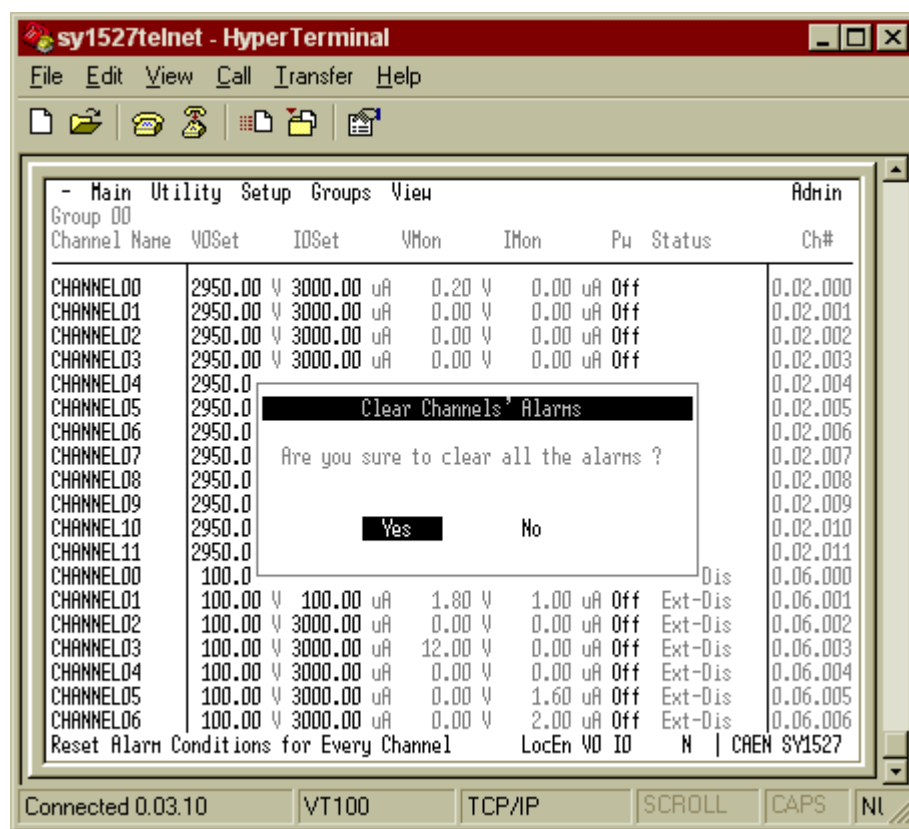 sy1527telnet - HyperTerminal
File Edit View Call Transfer Help
- Main Utility Setup Groups View Admin
Group 00
Channel Name V0Set I0Set VMon IMon Pw Status Ch#
CHANNEL00 2950.00 V 3000.00 uA 0.20 V 0.00 uA Off 0.02.000
CHANNEL01 2950.00 V 3000.00 uA 0.00 V 0.00 uA Off 0.02.001
CHANNEL02 2950.00 V 3000.00 uA 0.00 V 0.00 uA Off 0.02.002
CHANNEL03 2950.00 V 3000.00 uA 0.00 V 0.00 uA Off 0.02.003
CHANNEL04 2950.0 0.02.004
CHANNEL05 2950.0 Clear Channels' Alarms 0.02.005
CHANNEL06 2950.0 0.02.006
CHANNEL07 2950.0 Are you sure to clear all the alarms ? 0.02.007
CHANNEL08 2950.0 0.02.008
CHANNEL09 2950.0 0.02.009
CHANNEL10 2950.0 Yes No 0.02.010
CHANNEL11 2950.0 0.02.011
CHANNEL00 100.0 Dis 0.06.000
CHANNEL01 100.00 V 100.00 uA 1.80 V 1.00 uA Off Ext-Dis 0.06.001
CHANNEL02 100.00 V 3000.00 uA 0.00 V 0.00 uA Off Ext-Dis 0.06.002
CHANNEL03 100.00 V 3000.00 uA 12.00 V 0.00 uA Off Ext-Dis 0.06.003
CHANNEL04 100.00 V 3000.00 uA 0.00 V 0.00 uA Off Ext-Dis 0.06.004
CHANNEL05 100.00 V 3000.00 uA 0.00 V 1.60 uA Off Ext-Dis 0.06.005
CHANNEL06 100.00 V 3000.00 uA 0.00 V 2.00 uA Off Ext-Dis 0.06.006
Reset Alarm Conditions for Every Channel LocEn V0 I0 N | CAEN SY1527
Connected 0.03.10 VT100 TCP/IP SCROLL CAPS NU